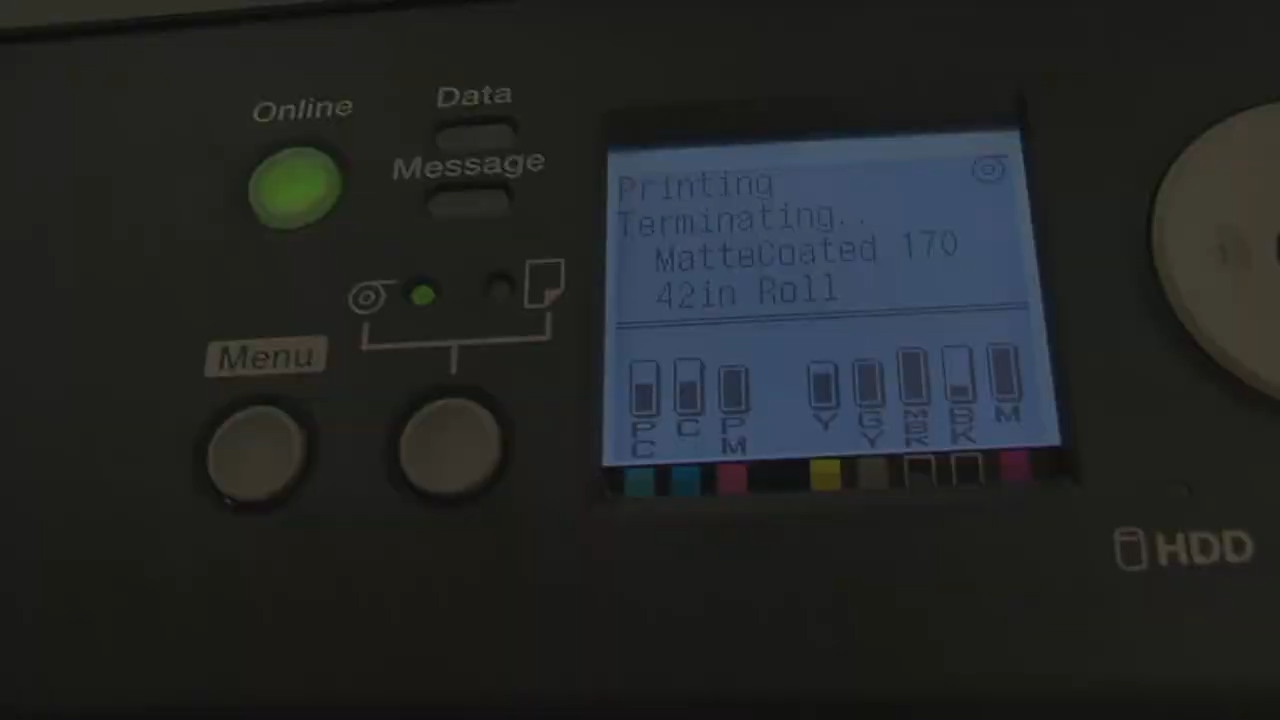 Online
Data
Message
Menu
Printing
Terminating..
MatteCoated 170
42in Roll
PC C PM Y GY MBK BK M
HDD